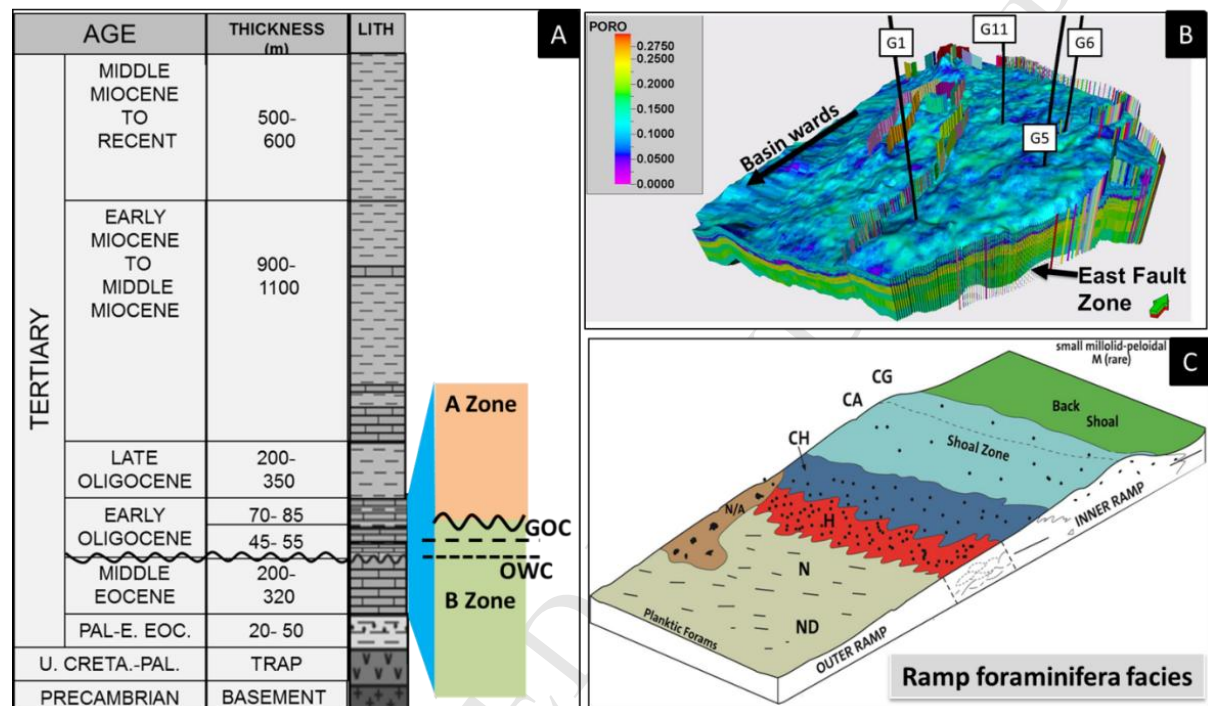 A
AGE
THICKNESS
(m)
LITH
TERTIARY
MIDDLE
MIOCENE
TO
RECENT
500-
600
EARLY
MIOCENE
TO
MIDDLE
MIOCENE
900-
1100
LATE
OLIGOCENE
200-
350
EARLY
OLIGOCENE
70- 85
45- 55
MIDDLE
EOCENE
200-
320
PAL-E. EOC.
20- 50
U. CRETA.-PAL.
TRAP
PRECAMBRIAN
BASEMENT
A Zone
GOC
OWC
B Zone
B
PORO
0.2750
0.2500
0.2000
0.1500
0.1000
0.0500
0.0000
G1
G11
G6
G5
Basin wards
East Fault
Zone
C
small millolid-peloidal
M (rare)
CG
CA
CH
Back
Shoal
Shoal Zone
N/A
H
N
ND
Planktic Forams
INNER RAMP
OUTER RAMP
Ramp foraminifera facies